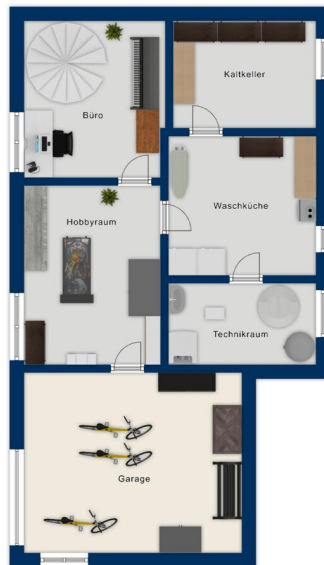 Kaltkeller
Büro
Waschküche
Hobbyraum
Technikraum
Garage